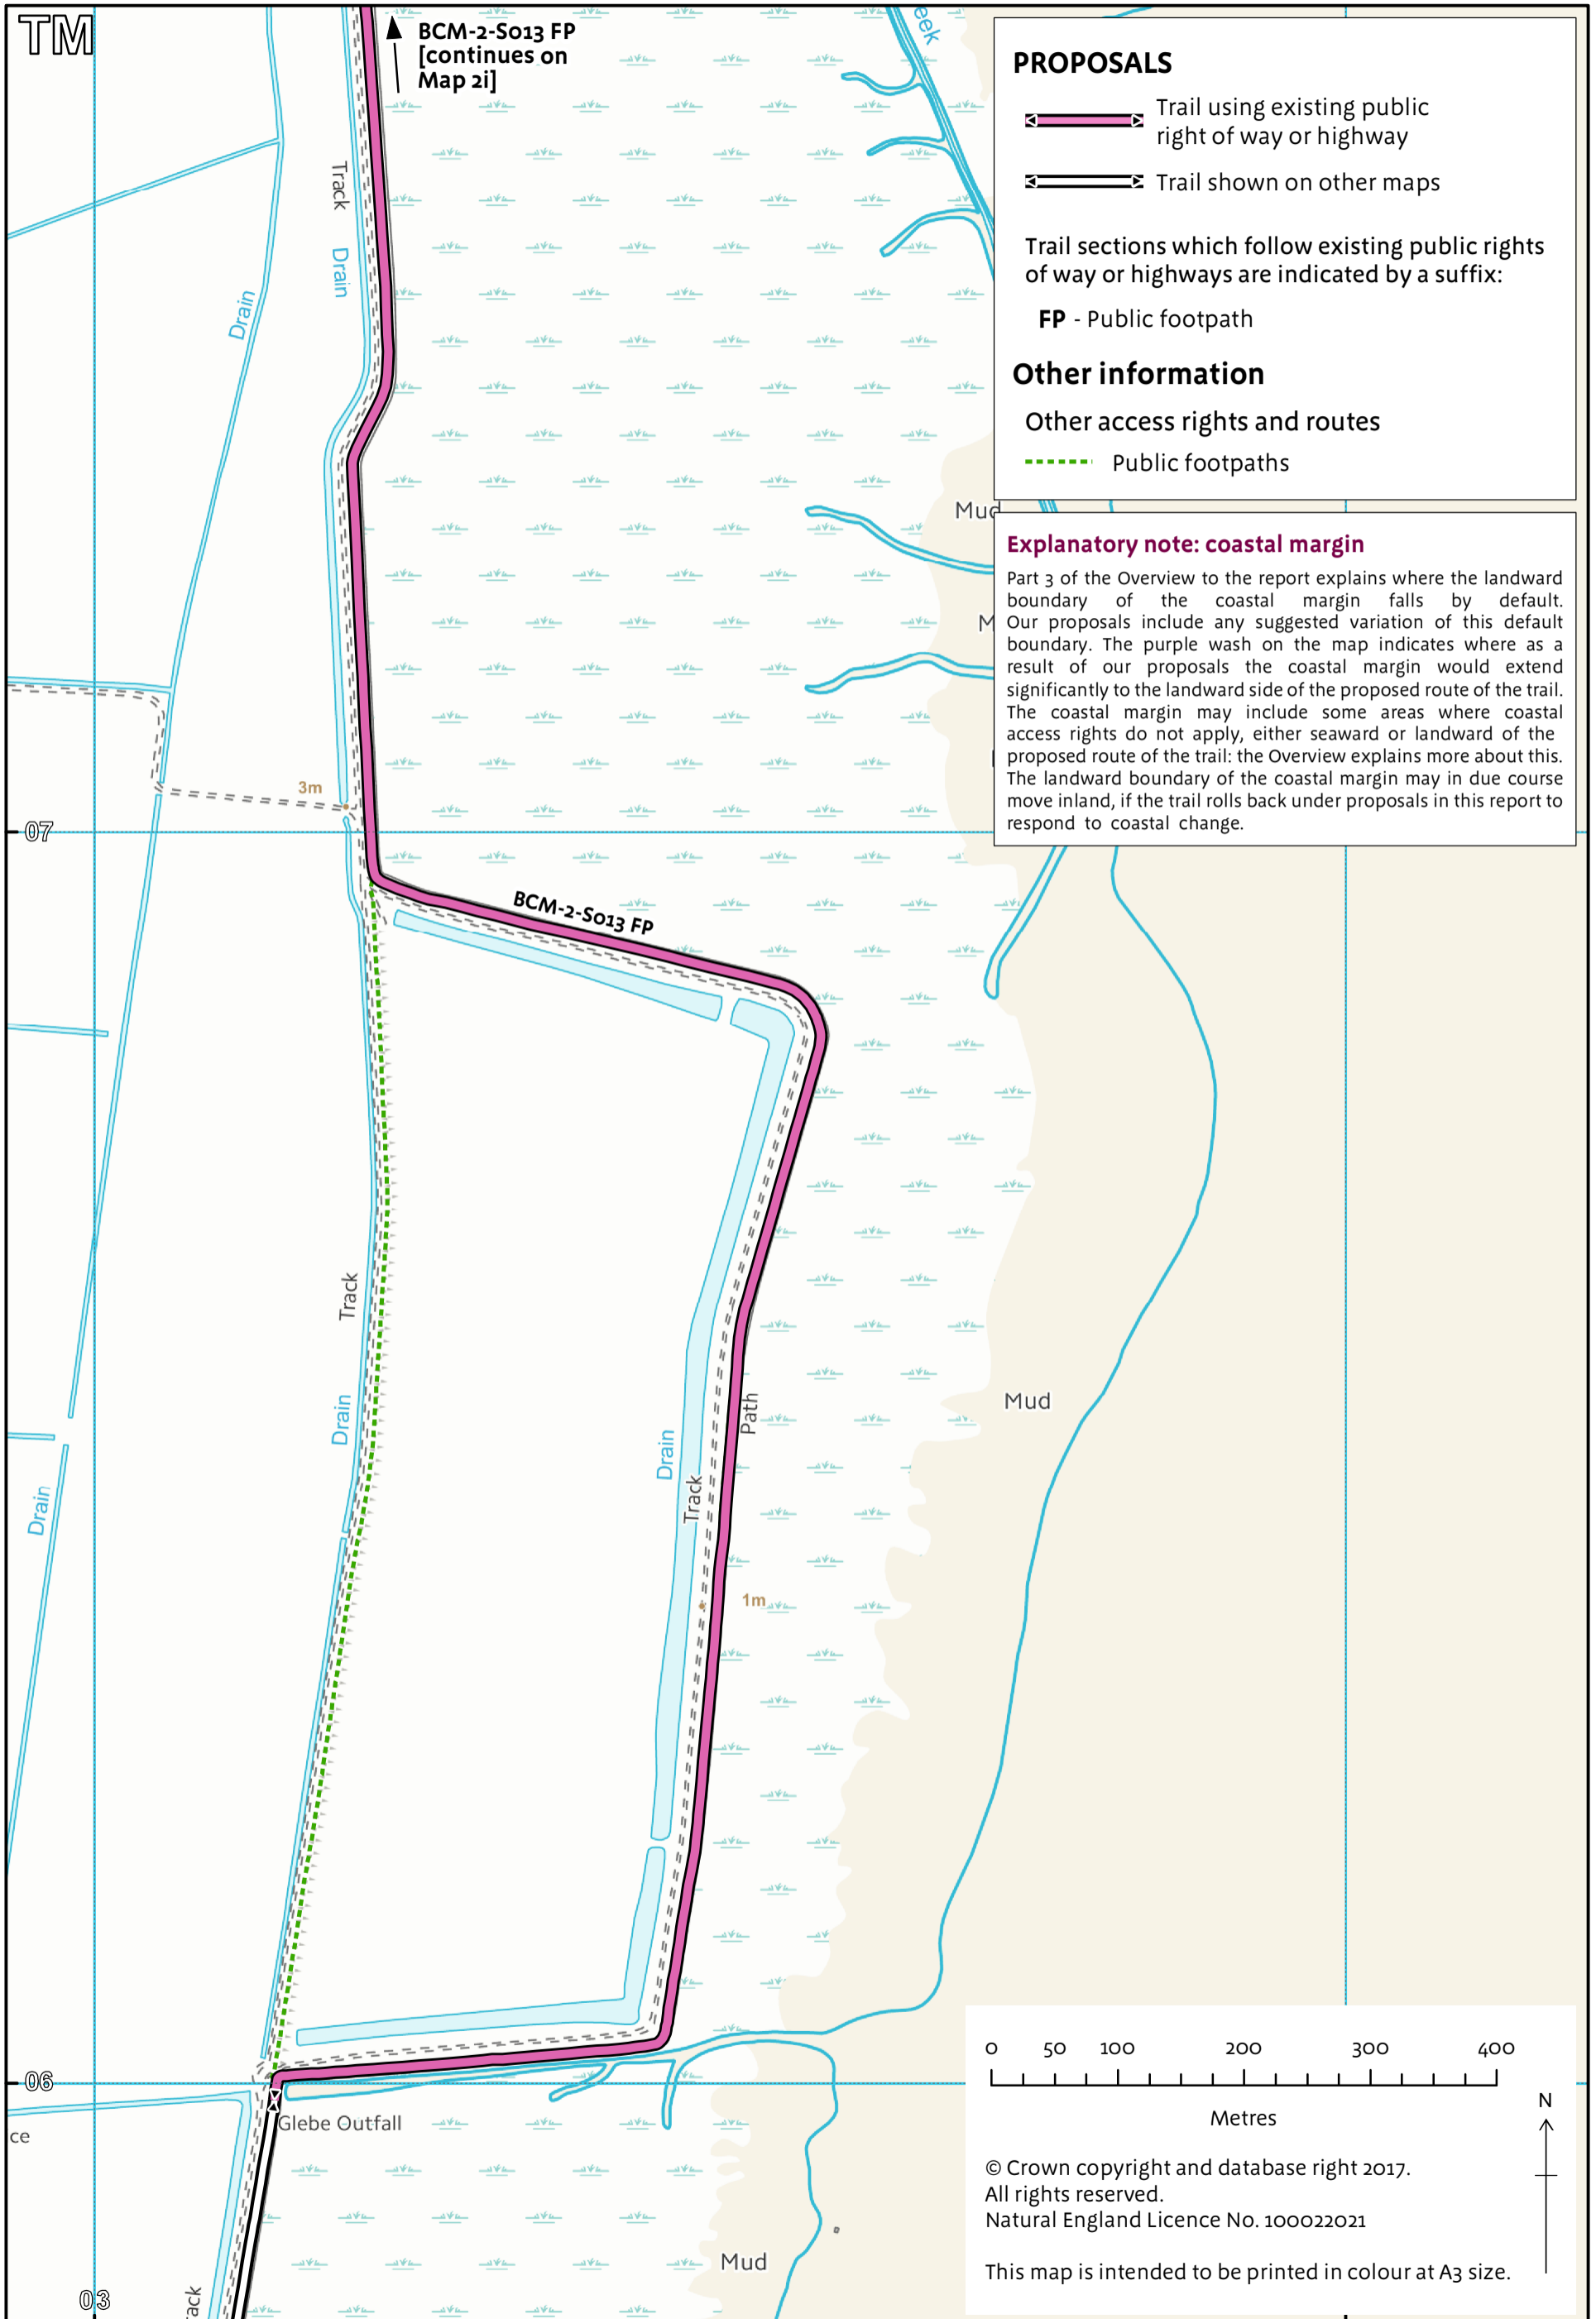 TM
BCM-2-S013 FP
[continues on
Map 2i]
eek
Track
Drain
Drain
PROPOSALS
Trail using existing public
right of way or highway
Trail shown on other maps
Trail sections which follow existing public rights
of way or highways are indicated by a suffix:
FP - Public footpath
Other information
Other access rights and routes
Public footpaths
Mud
M
Explanatory note: coastal margin
Part 3 of the Overview to the report explains where the landward
boundary of the coastal margin falls by default.
Our proposals include any suggested variation of this default
boundary. The purple wash on the map indicates where as a
result of our proposals the coastal margin would extend
significantly to the landward side of the proposed route of the trail.
The coastal margin may include some areas where coastal
access rights do not apply, either seaward or landward of the
proposed route of the trail: the Overview explains more about this.
The landward boundary of the coastal margin may in due course
move inland, if the trail rolls back under proposals in this report to
respond to coastal change.
3m
07
BCM-2-S013 FP
Track
Drain
Drain
Path
Track
Mud
Drain
1m
06
Glebe Outfall
ce
Mud
rack
03
0 50 100 200 300 400
Metres
N
© Crown copyright and database right 2017.
All rights reserved.
Natural England Licence No. 100022021
This map is intended to be printed in colour at A3 size.